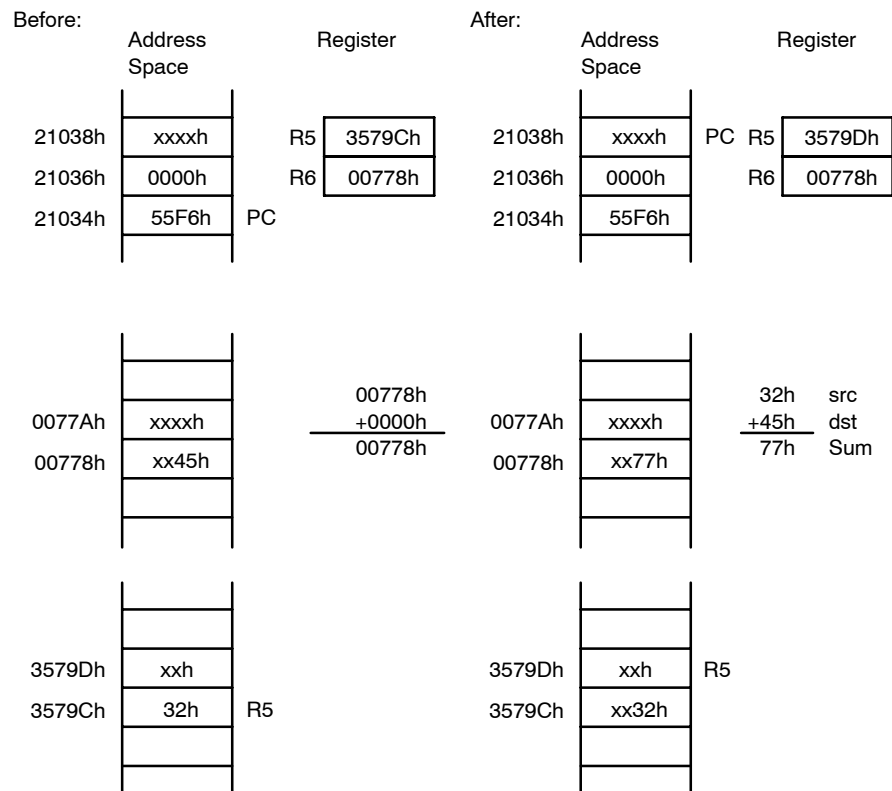 Before:
Address Space
Register
21038h xxxxh
21036h 0000h
21034h 55F6h PC
R5 3579Ch
R6 00778h
After:
Address Space
Register
21038h xxxxh PC
21036h 0000h
21034h 55F6h
R5 3579Dh
R6 00778h
0077Ah xxxxh
00778h xx45h
00778h
+0000h
00778h
0077Ah xxxxh
00778h xx77h
32h src
+45h dst
77h Sum
3579Dh xxh
3579Ch 32h R5
3579Dh xxh R5
3579Ch xx32h